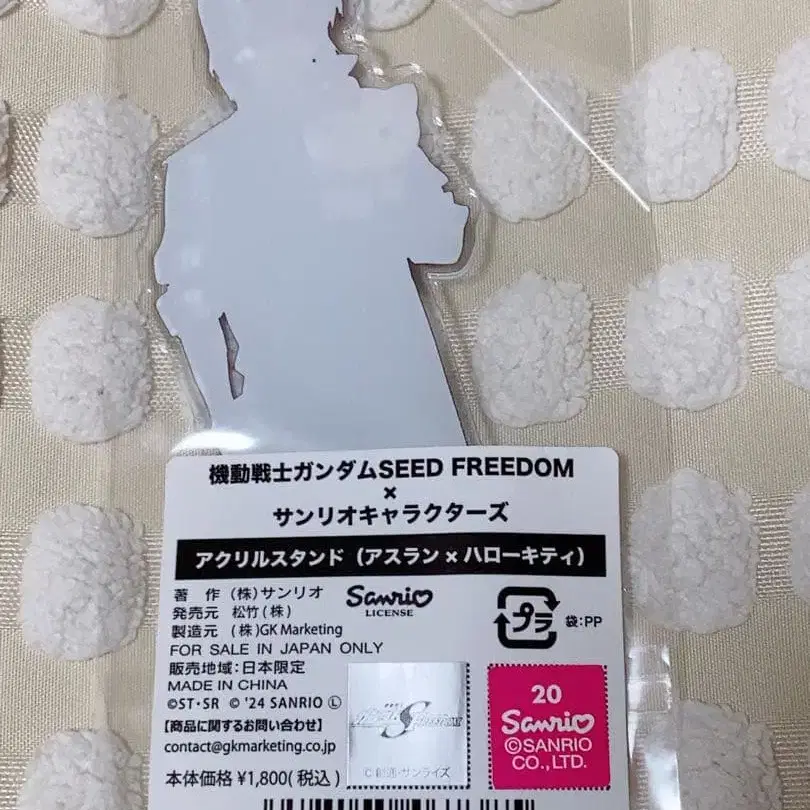 機動戦士ガンダムSEED FREEDOM
×
サンリオキャラクターズ
アクリルスタンド（アスラン×ハローキティ）
著 作 (株)サンリオ
発売元 松竹(株)
製造元 (株)GK Marketing
FOR SALE IN JAPAN ONLY
販売地域:日本限定
MADE IN CHINA
©ST・SR © '24 SANRIO Ⓛ
【商品に関するお問い合わせ】
contact@gkmarketing.co.jp
本体価格 ¥1,800(税込)
Sanrio
LICENSE
プラ
袋:PP
©創通・サンライズ
20
Sanrio
©SANRIO
CO.,LTD.